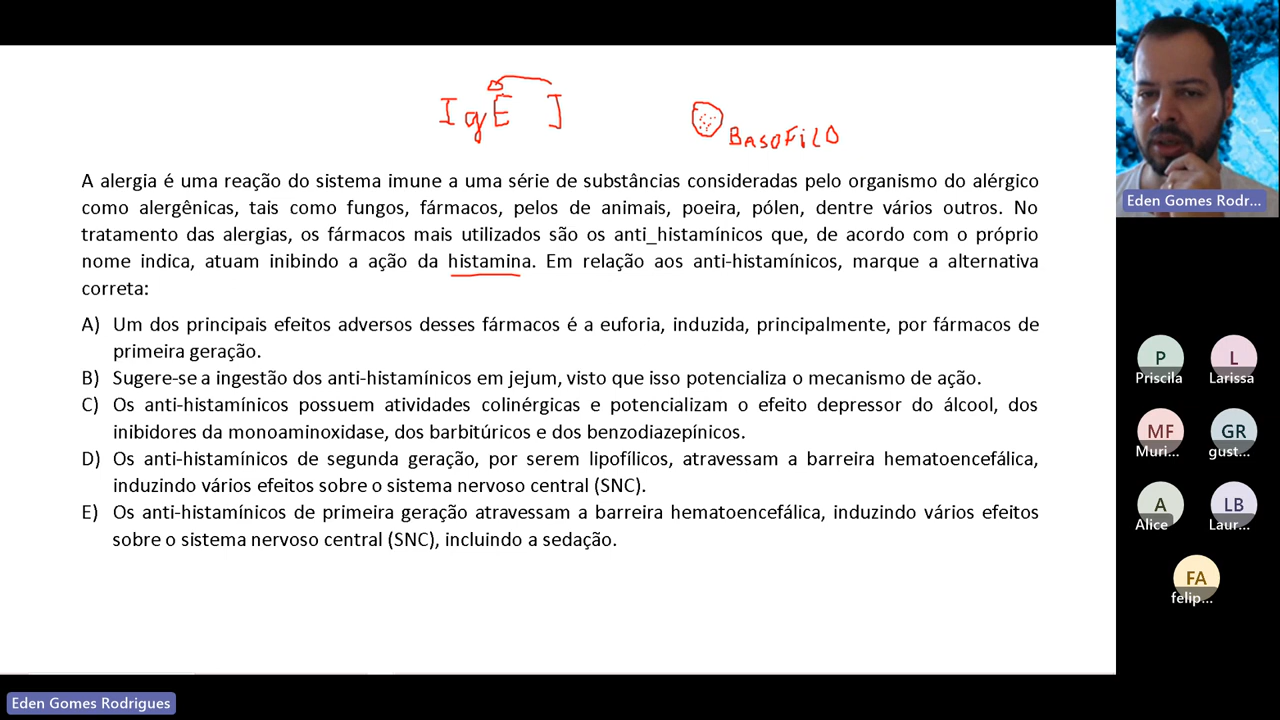 IgE
BASOFILO
A alergia é uma reação do sistema imune a uma série de substâncias consideradas pelo organismo do alérgico
como alergênicas, tais como fungos, fármacos, pelos de animais, poeira, pólen, dentre vários outros. No
tratamento das alergias, os fármacos mais utilizados são os anti_histamínicos que, de acordo com o próprio
nome indica, atuam inibindo a ação da histamina. Em relação aos anti-histamínicos, marque a alternativa
correta:
A) Um dos principais efeitos adversos desses fármacos é a euforia, induzida, principalmente, por fármacos de
primeira geração.
B) Sugere-se a ingestão dos anti-histamínicos em jejum, visto que isso potencializa o mecanismo de ação.
C) Os anti-histamínicos possuem atividades colinérgicas e potencializam o efeito depressor do álcool, dos
inibidores da monoaminoxidase, dos barbitúricos e dos benzodiazepínicos.
D) Os anti-histamínicos de segunda geração, por serem lipofílicos, atravessam a barreira hematoencefálica,
induzindo vários efeitos sobre o sistema nervoso central (SNC).
E) Os anti-histamínicos de primeira geração atravessam a barreira hematoencefálica, induzindo vários efeitos
sobre o sistema nervoso central (SNC), incluindo a sedação.
Eden Gomes Rodr...
P
Priscila
L
Larissa
MF
Muri...
GR
gust...
A
Alice
LB
Laur...
FA
felip...
Eden Gomes Rodrigues